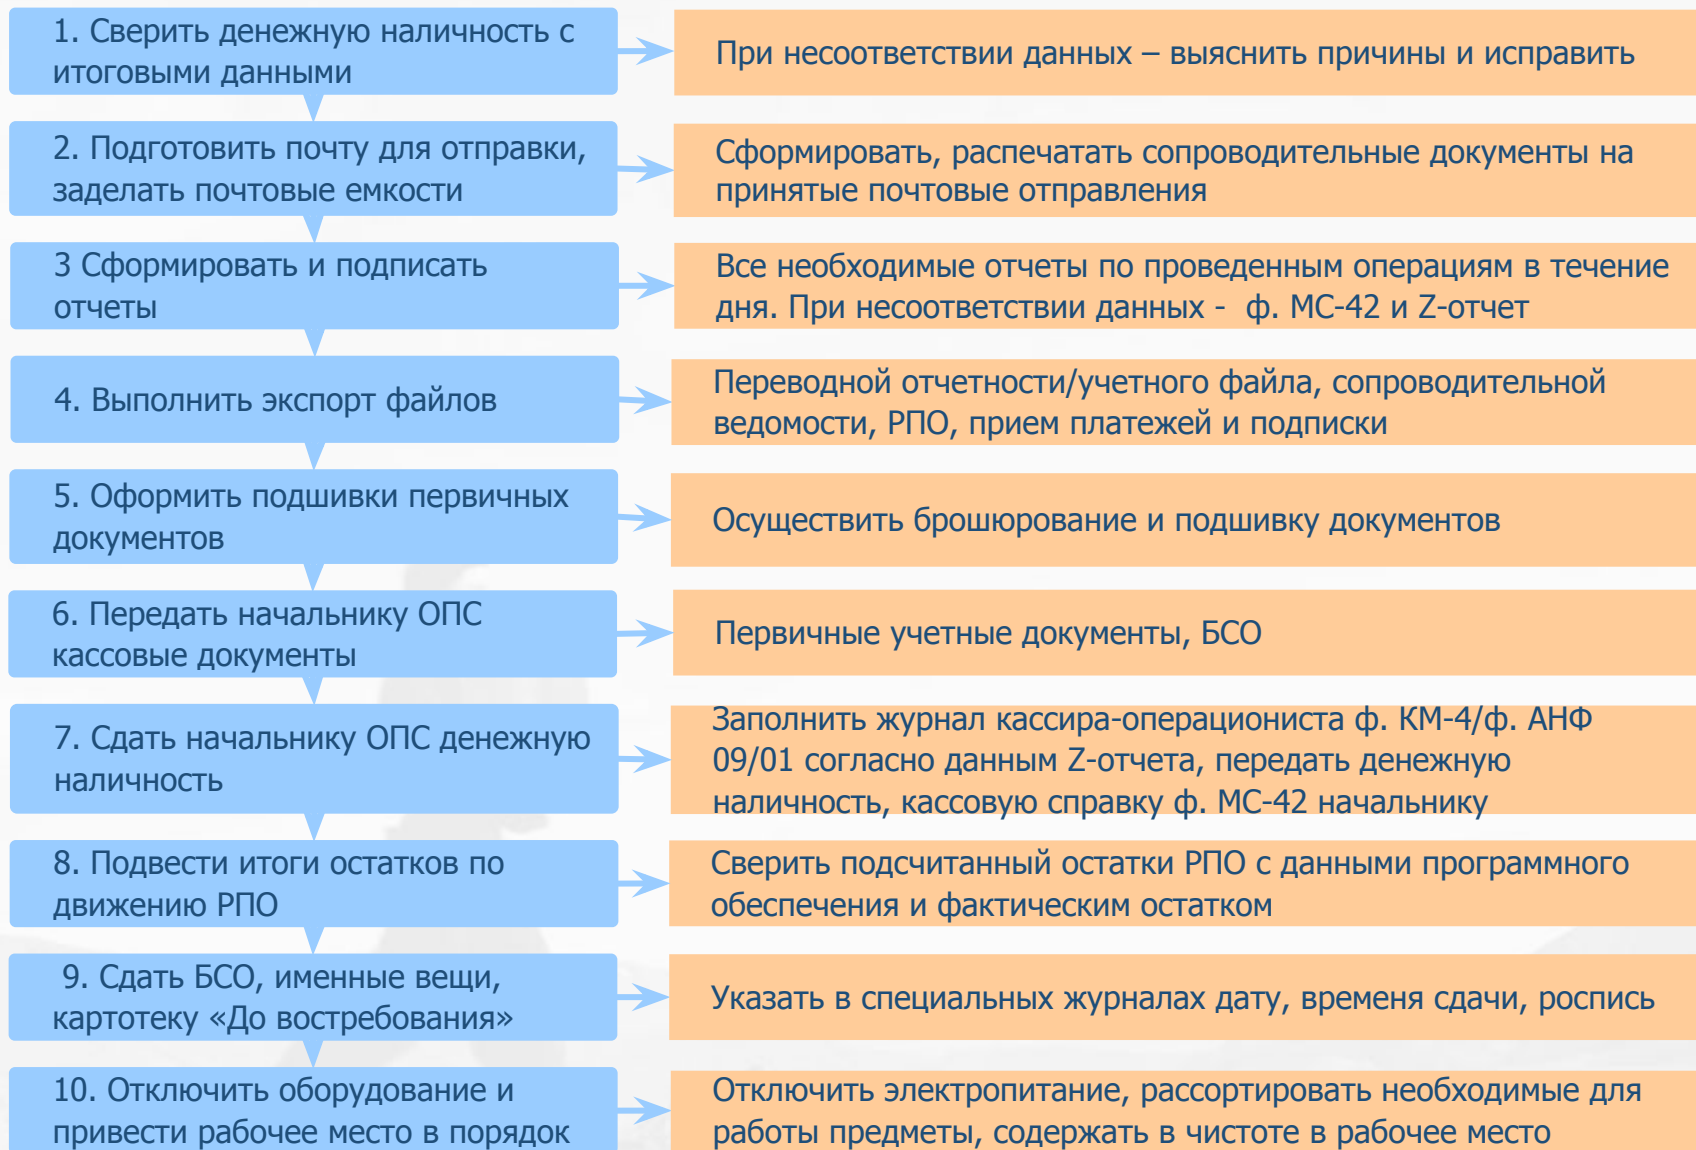 1. Сверить денежную наличность с
итоговыми данными
При несоответствии данных – выяснить причины и исправить
2. Подготовить почту для отправки,
заделать почтовые емкости
Сформировать, распечатать сопроводительные документы на
принятые почтовые отправления
3 Сформировать и подписать
отчеты
Все необходимые отчеты по проведенным операциям в течение
дня. При несоответствии данных - ф. МС-42 и Z-отчет
4. Выполнить экспорт файлов
Переводной отчетности/учетного файла, сопроводительной
ведомости, РПО, прием платежей и подписки
5. Оформить подшивки первичных
документов
Осуществить брошюрование и подшивку документов
6. Передать начальнику ОПС
кассовые документы
Первичные учетные документы, БСО
7. Сдать начальнику ОПС денежную
наличность
Заполнить журнал кассира-операциониста ф. КМ-4/ф. АНФ
09/01 согласно данным Z-отчета, передать денежную
наличность, кассовую справку ф. МС-42 начальнику
8. Подвести итоги остатков по
движению РПО
Сверить подсчитанный остатки РПО с данными программного
обеспечения и фактическим остатком
9. Сдать БСО, именные вещи,
картотеку «До востребования»
Указать в специальных журналах дату, временя сдачи, роспись
10. Отключить оборудование и
привести рабочее место в порядок
Отключить электропитание, рассортировать необходимые для
работы предметы, содержать в чистоте в рабочее место